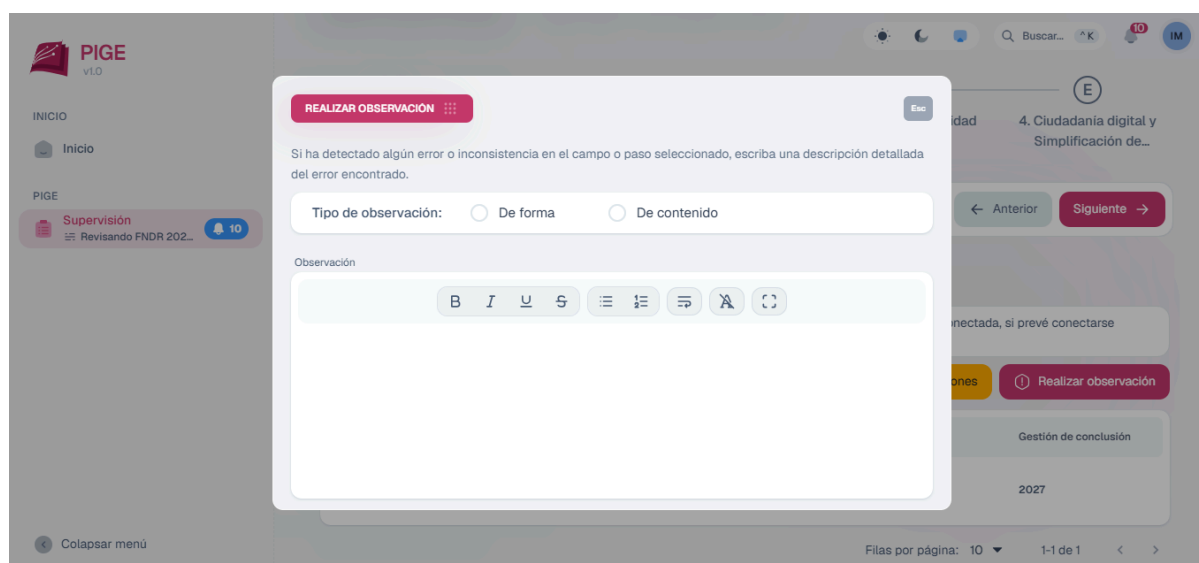 PIGE
v1.0
Buscar... ^K
10
IM
INICIO
Inicio
PIGE
Supervisión
Revisando FNDR 202...
10
REALIZAR OBSERVACIÓN
Esc
Si ha detectado algún error o inconsistencia en el campo o paso seleccionado, escriba una descripción detallada
del error encontrado.
Tipo de observación: De forma De contenido
Observación
B I U S
E
idad
4. Ciudadanía digital y
Simplificación de...
← Anterior
Siguiente →
nectada, si prevé conectarse
ones
Realizar observación
Gestión de conclusión
2027
Colapsar menú
Filas por página: 10 1-1 de 1 < >